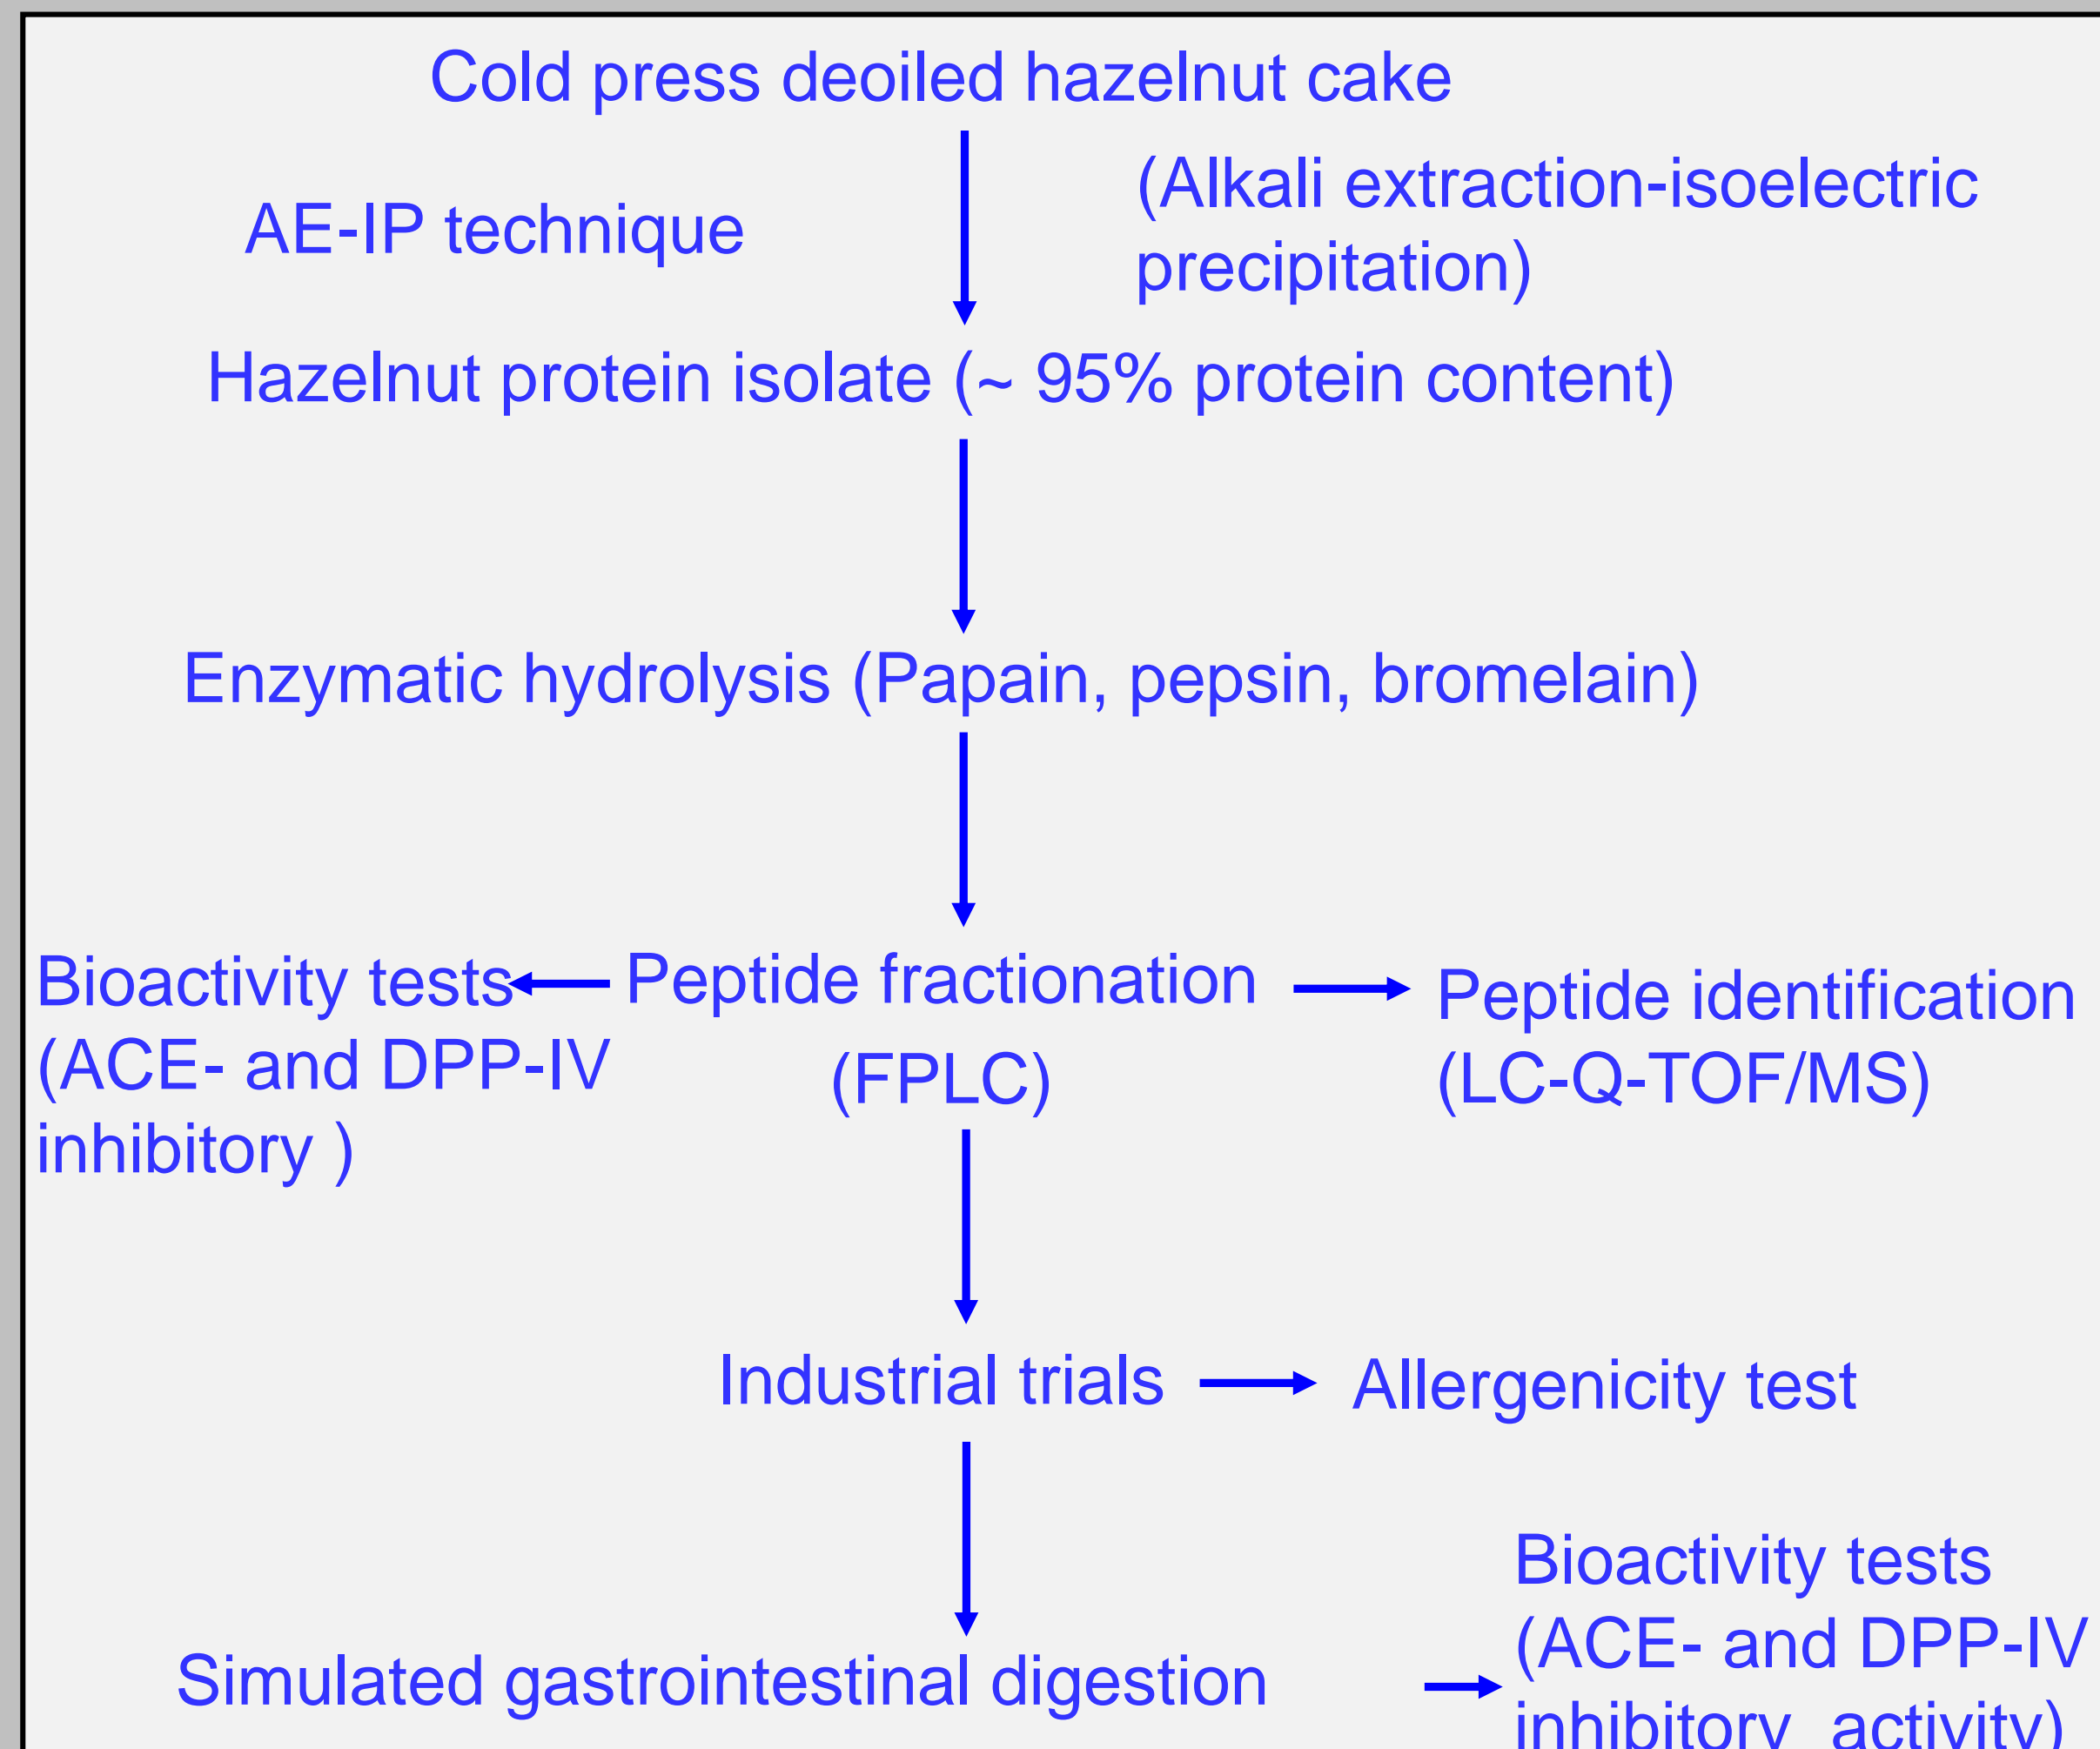 Cold press deoiled hazelnut cake
AE-IP technique
(Alkali extraction-isoelectric
precipitation)
Hazelnut protein isolate (~ 95% protein content)
Enzymatic hydrolysis (Papain, pepsin, bromelain)
Bioactivity tests
(ACE- and DPP-IV
inhibitory )
Peptide fractionation
(FPLC)
Peptide identification
(LC-Q-TOF/MS)
Industrial trials
Allergenicity test
Simulated gastrointestinal digestion
Bioactivity tests
(ACE- and DPP-IV
inhibitory activity)